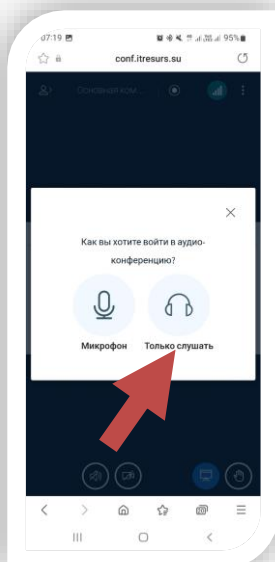 07:19
95%
conf.itresurs.su
Основная ком...
Как вы хотите войти в аудио-
конференцию?
Микрофон Только слушать